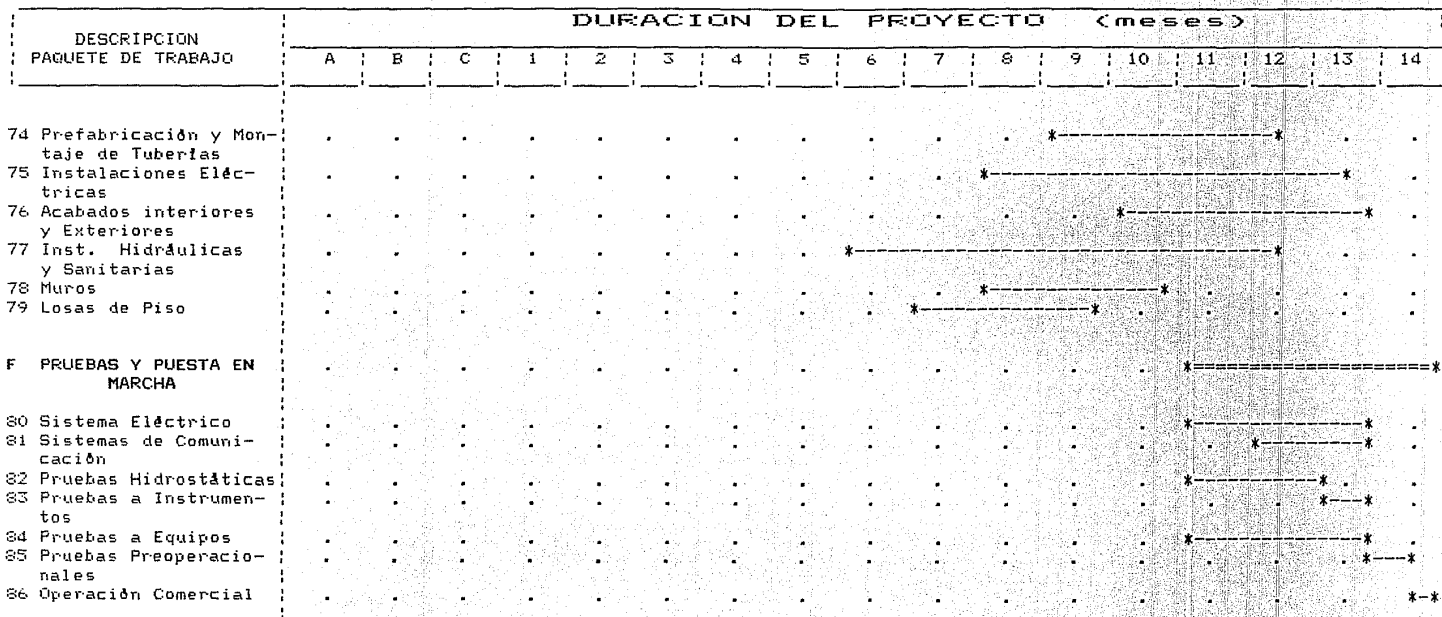 DURACION DEL PROYECTO (meses)
DESCRIPCION
PAQUETE DE TRABAJO A B C 1 2 3 4 5 6 7 8 9 10 11 12 13 14
74 Prefabricación y Mon-
taje de Tuberías
75 Instalaciones Eléc-
tricas
76 Acabados interiores
y Exteriores
77 Inst. Hidráulicas
y Sanitarias
78 Muros
79 Losas de Piso
F PRUEBAS Y PUESTA EN
MARCHA
80 Sistema Eléctrico
81 Sistemas de Comuni-
cación
82 Pruebas Hidrostáticas
83 Pruebas a Instrumen-
tos
84 Pruebas a Equipos
85 Pruebas Preoperacio-
nales
86 Operación Comercial